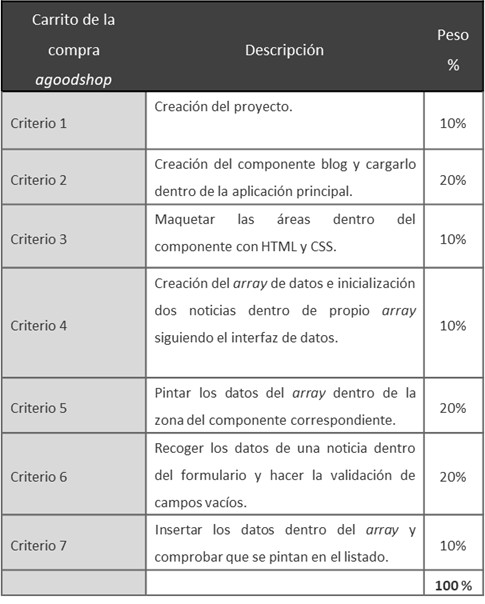 Carrito de la
compra
agoodshop
Descripción
Peso
%
Criterio 1
Creación del proyecto.
10%
Criterio 2
Creación del componente blog y cargarlo
dentro de la aplicación principal.
20%
Criterio 3
Maquetar las áreas dentro del
componente con HTML y CSS.
10%
Criterio 4
Creación del array de datos e inicialización
dos noticias dentro de propio array
siguiendo el interfaz de datos.
10%
Criterio 5
Pintar los datos del array dentro de la
zona del componente correspondiente.
20%
Criterio 6
Recoger los datos de una noticia dentro
del formulario y hacer la validación de
campos vacíos.
20%
Criterio 7
Insertar los datos dentro del array y
comprobar que se pintan en el listado.
10%
100 %